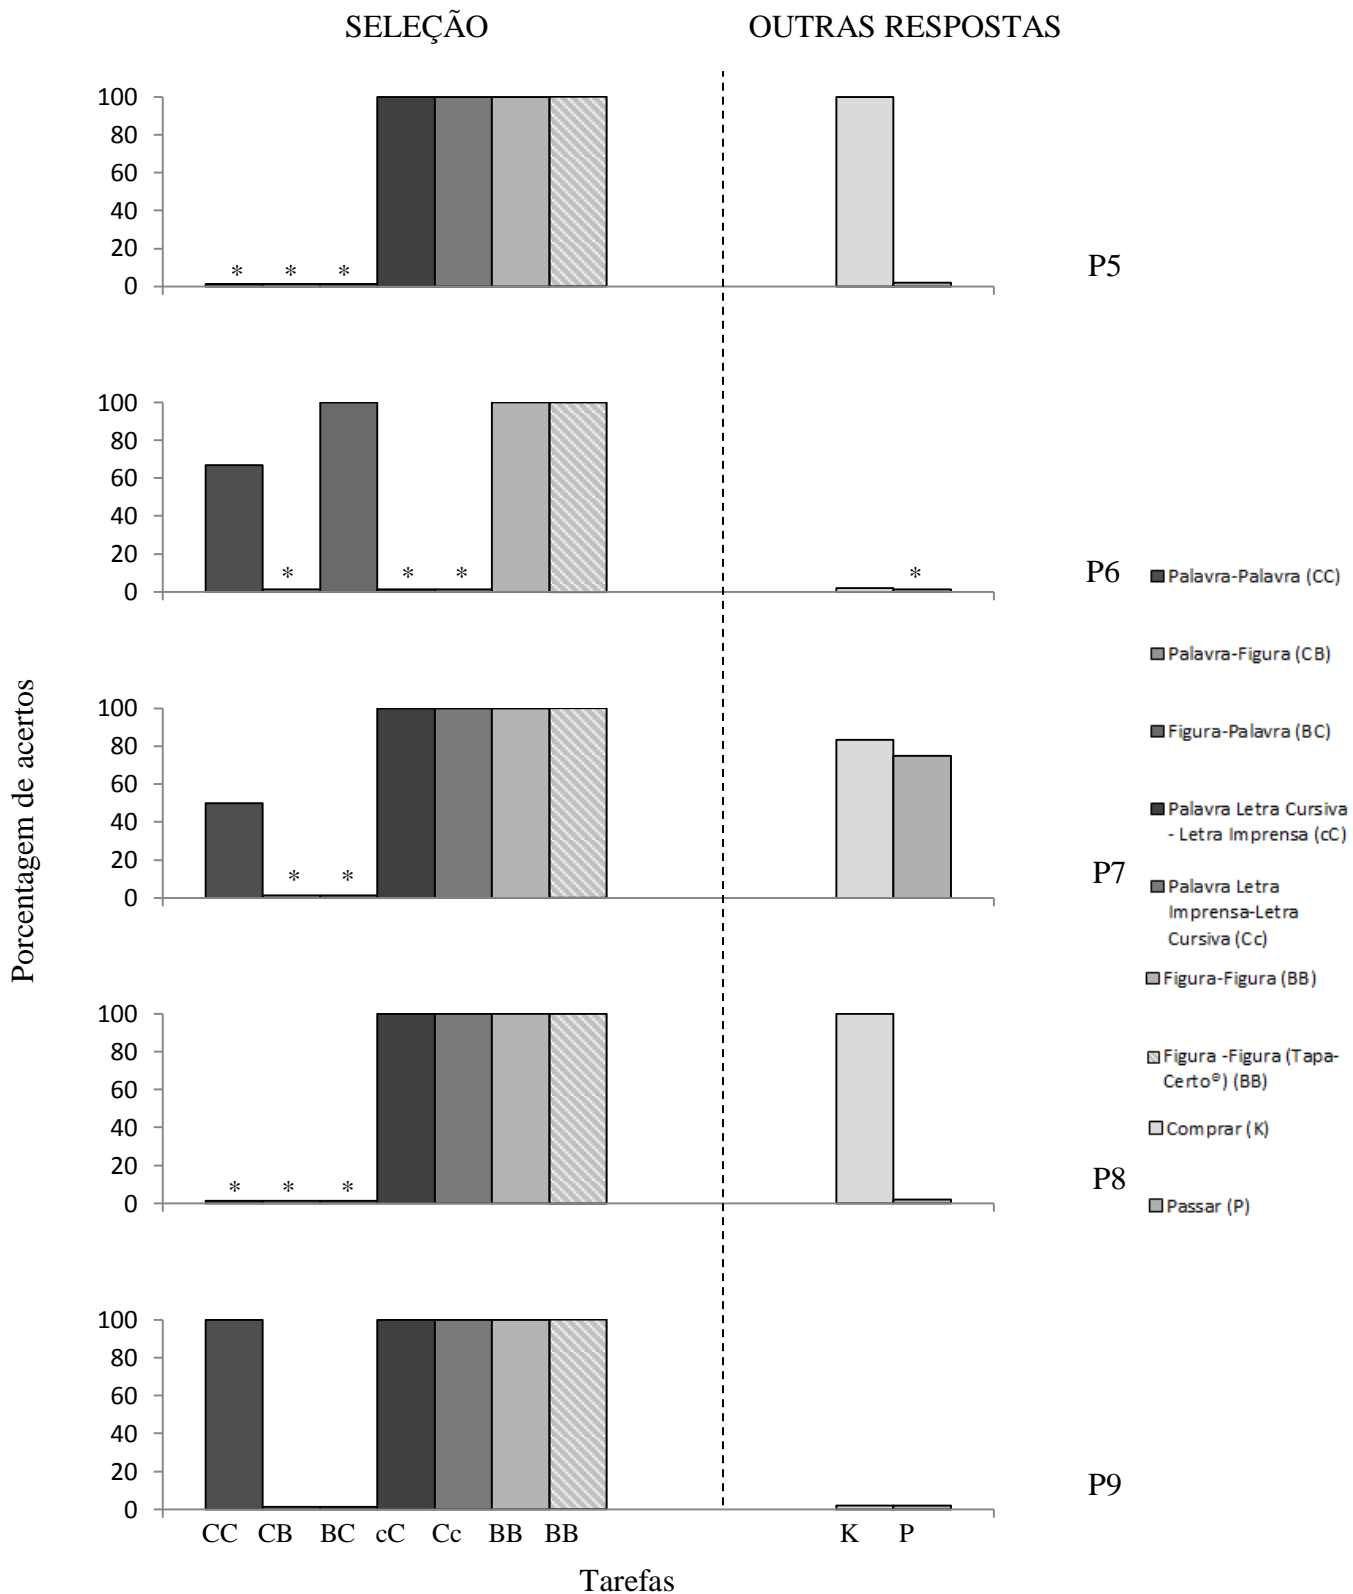 SELEÇÃO
OUTRAS RESPOSTAS
Porcentagem de acertos
100
80
60
40
20
0
* * *
P5
100
80
60
40
20
0
* * * *
P6
100
80
60
40
20
0
* *
P7
100
80
60
40
20
0
* * *
P8
100
80
60
40
20
0
P9
CC CB BC cC Cc BB BB K P
Tarefas
Palavra-Palavra (CC)
Palavra-Figura (CB)
Figura-Palavra (BC)
Palavra Letra Cursiva
- Letra Imprensa (cC)
Palavra Letra
Imprensa-Letra
Cursiva (Cc)
Figura-Figura (BB)
Figura -Figura (Tapa-
Certo®) (BB)
Comprar (K)
Passar (P)